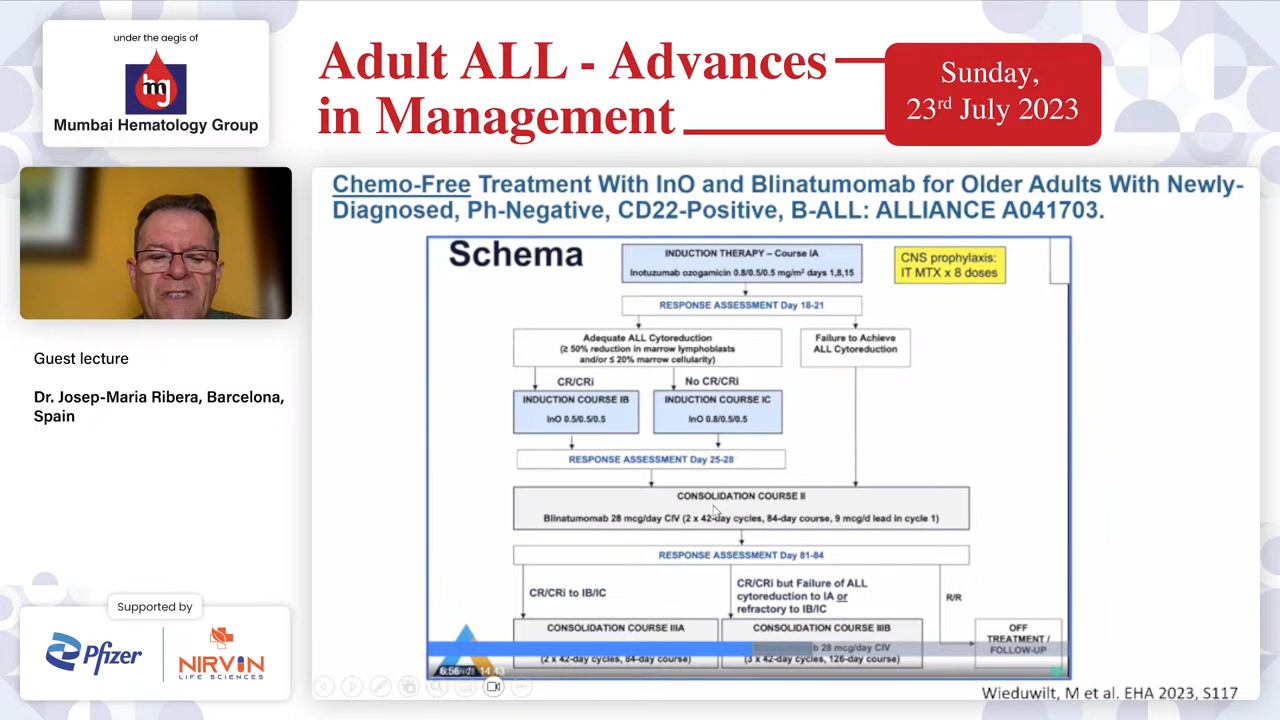 under the aegis of
Mumbai Hematology Group
Adult ALL - Advances
in Management
Sunday,
23rd July 2023
Guest lecture
Dr. Josep-Maria Ribera, Barcelona,
Spain
Supported by
Pfizer
NIRVIN
LIFE SCIENCES
Chemo-Free Treatment With InO and Blinatumomab for Older Adults With Newly-
Diagnosed, Ph-Negative, CD22-Positive, B-ALL: ALLIANCE A041703.
Schema
INDUCTION THERAPY – Course IA
Inotuzumab ozogamicin 0.8/0.5/0.5 mg/m² days 1,8,15
CNS prophylaxis:
IT MTX x 8 doses
RESPONSE ASSESSMENT Day 18-21
Adequate ALL Cytoreduction
(≥ 50% reduction in marrow lymphoblasts
and/or ≤ 20% marrow cellularity)
Failure to Achieve
ALL Cytoreduction
CR/CRi
No CR/CRi
INDUCTION COURSE IB
InO 0.5/0.5/0.5
INDUCTION COURSE IC
InO 0.8/0.5/0.5
RESPONSE ASSESSMENT Day 25-28
CONSOLIDATION COURSE II
Blinatumomab 28 mcg/day CIV (2 x 42-day cycles, 84-day course, 9 mcg/d lead in cycle 1)
RESPONSE ASSESSMENT Day 81-84
CR/CRi to IB/IC
CR/CRi but Failure of ALL
cytoreduction to IA or
refractory to IB/IC
R/R
CONSOLIDATION COURSE IIIA
(2 x 42-day cycles, 84-day course)
CONSOLIDATION COURSE IIIB
28 mcg/day CIV
(3 x 42-day cycles, 126-day course)
OFF
TREATMENT /
FOLLOW-UP
14:43
Wieduwilt, M et al. EHA 2023, S117